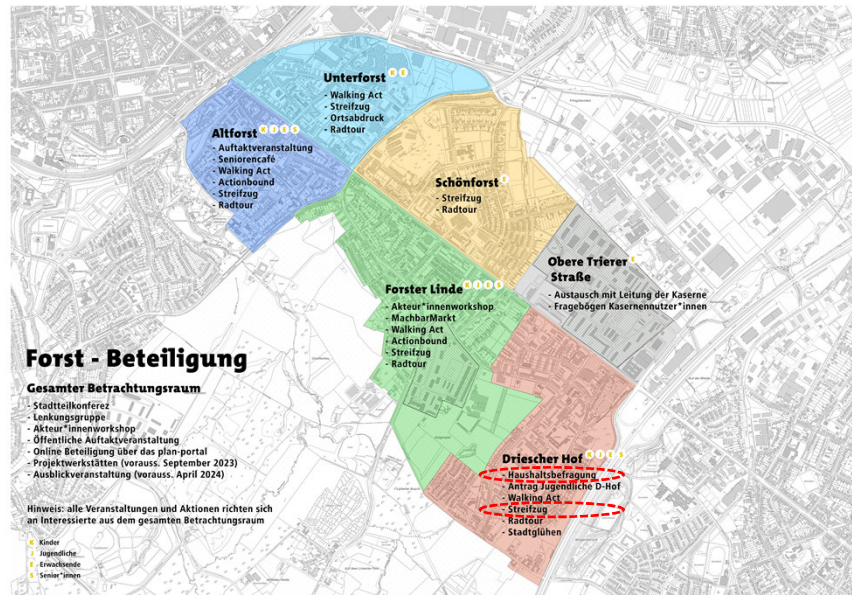 Unterforst K E
- Walking Act
- Streifzug
- Ortsabdruck
- Radtour
Altforst K J E S
- Auftaktveranstaltung
- Seniorencafé
- Walking Act
- Actionbound
- Streifzug
- Radtour
Schönforst E
- Streifzug
- Radtour
Obere Trierer E
Straße
- Austausch mit Leitung der Kaserne
- Fragebögen Kasernennutzer*innen
Forster Linde K J E S
- Akteur*innenworkshop
- MachbarMarkt
- Walking Act
- Actionbound
- Streifzug
- Radtour
Forst - Beteiligung
Gesamter Betrachtungsraum
- Stadtteilkonferez
- Lenkungsgruppe
- Akteur*innenworkshop
- Öffentliche Auftaktveranstaltung
- Online Beteiligung über das plan-portal
- Projektwerkstätten (vorauss. September 2023)
- Ausblickveranstaltung (vorauss. April 2024)
Hinweis: alle Veranstaltungen und Aktionen richten sich
an Interessierte aus dem gesamten Betrachtungsraum
K Kinder
J Jugendliche
E Erwachsende
S Senior*innen
Driescher Hof K J E S
- Haushaltsbefragung
- Antrag Jugendliche D-Hof
- Walking Act
- Streifzug
- Radtour
- Stadtglühen